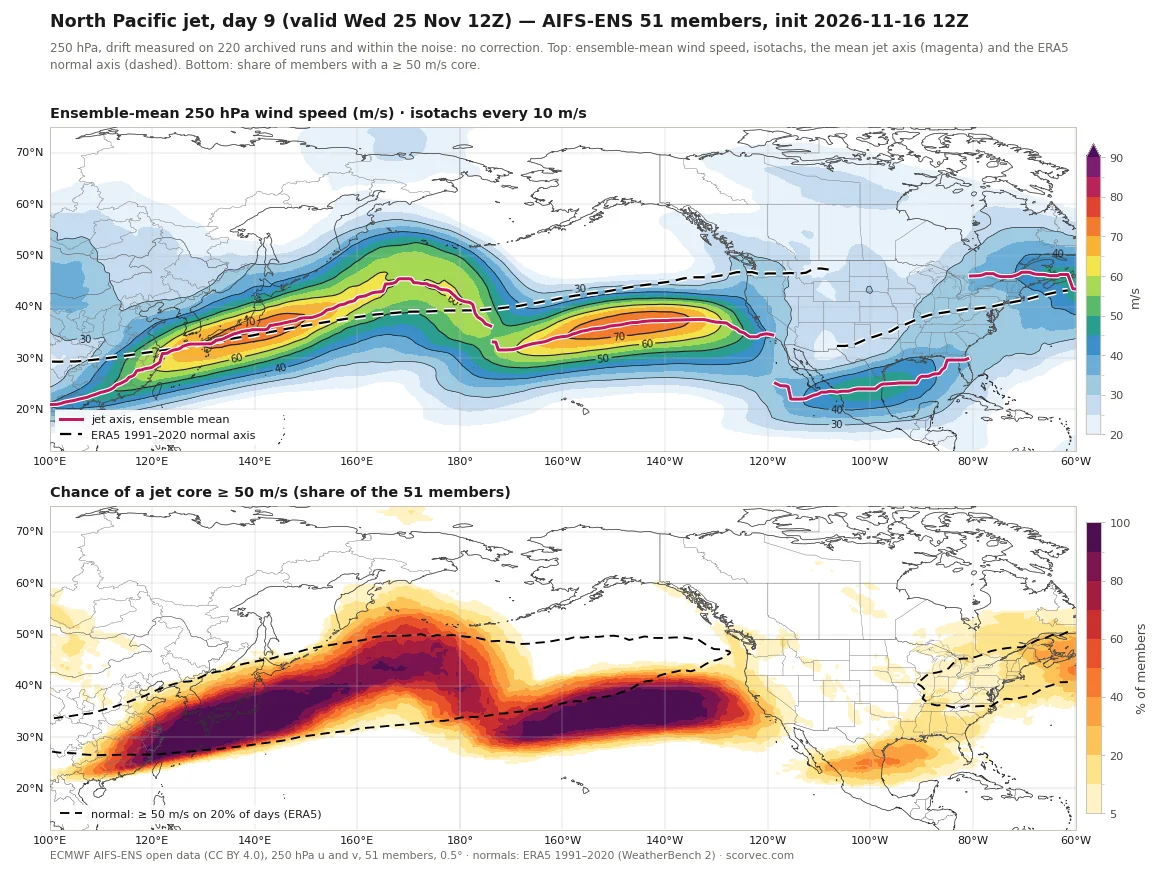 North Pacific jet, day 9 (valid Wed 25 Nov 12Z) — AIFS-ENS 51 members, init 2026-11-16 12Z
250 hPa, drift measured on 220 archived runs and within the noise: no correction. Top: ensemble-mean wind speed, isotachs, the mean jet axis (magenta) and the ERA5
normal axis (dashed). Bottom: share of members with a ≥ 50 m/s core.
Ensemble-mean 250 hPa wind speed (m/s) · isotachs every 10 m/s
70°N
60°N
50°N
40°N
30°N
20°N
30
70
60
40
60
30
70
60
50
40
30
40
90
80
70
60
50
40
30
20
m/s
jet axis, ensemble mean
ERA5 1991–2020 normal axis
100°E 120°E 140°E 160°E 180° 160°W 140°W 120°W 100°W 80°W 60°W
Chance of a jet core ≥ 50 m/s (share of the 51 members)
70°N
60°N
50°N
40°N
30°N
20°N
100
80
60
40
20
5
% of members
normal: ≥ 50 m/s on 20% of days (ERA5)
100°E 120°E 140°E 160°E 180° 160°W 140°W 120°W 100°W 80°W 60°W
ECMWF AIFS-ENS open data (CC BY 4.0), 250 hPa u and v, 51 members, 0.5° · normals: ERA5 1991–2020 (WeatherBench 2) · scorvec.com